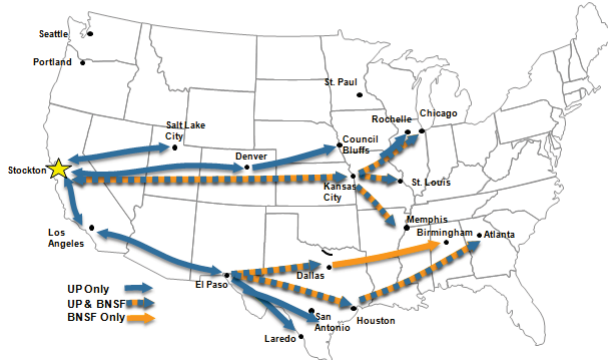 Seattle
Portland
St. Paul
Rochelle
Chicago
Salt Lake
City
Council
Bluffs
Denver
Stockton
Kansas
City
St. Louis
Memphis
Birmingham
Atlanta
Los
Angeles
El Paso
Dallas
San
Antonio
Houston
Laredo
UP Only
UP & BNSF
BNSF Only